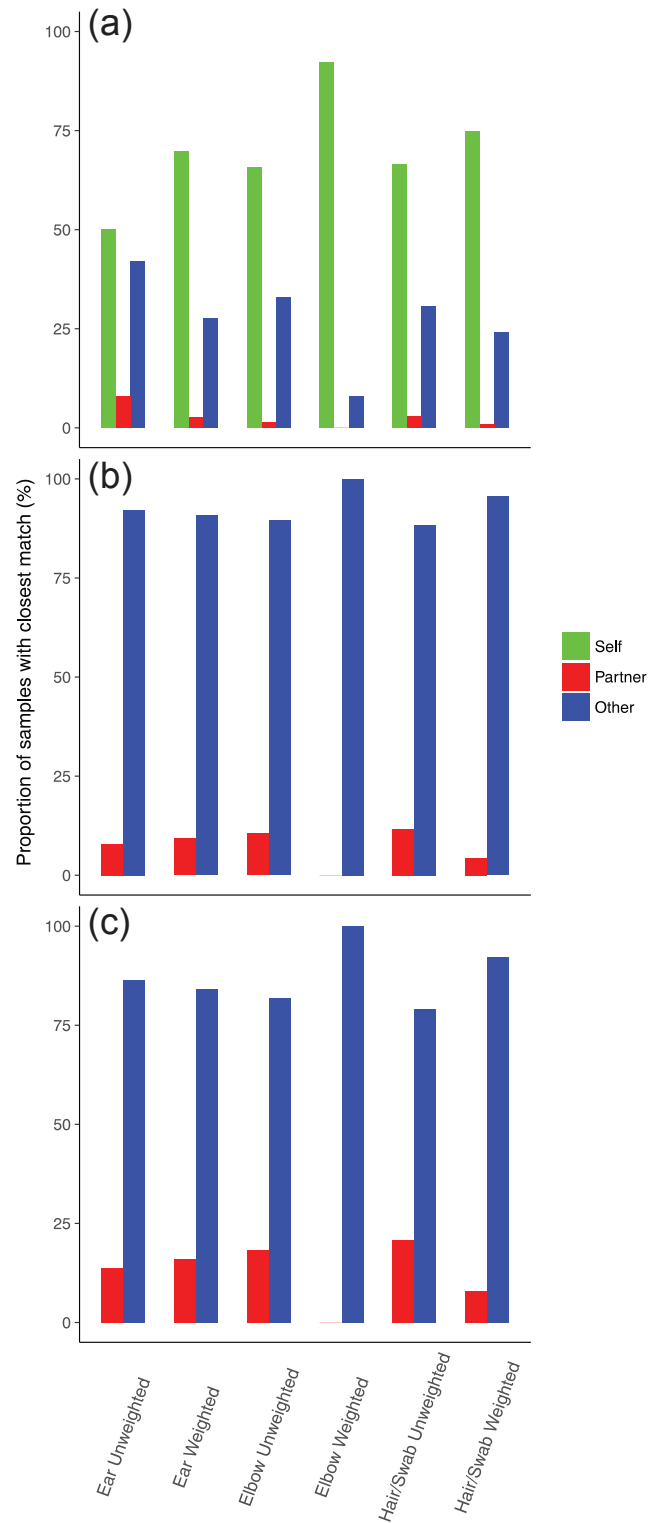 (a)
100
75
50
25
0
(b)
100
75
50
25
0
(c)
100
75
50
25
0
Proportion of samples with closest match (%)
Self
Partner
Other
Ear Unweighted
Ear Weighted
Elbow Unweighted
Elbow Weighted
Hair/Swab Unweighted
Hair/Swab Weighted